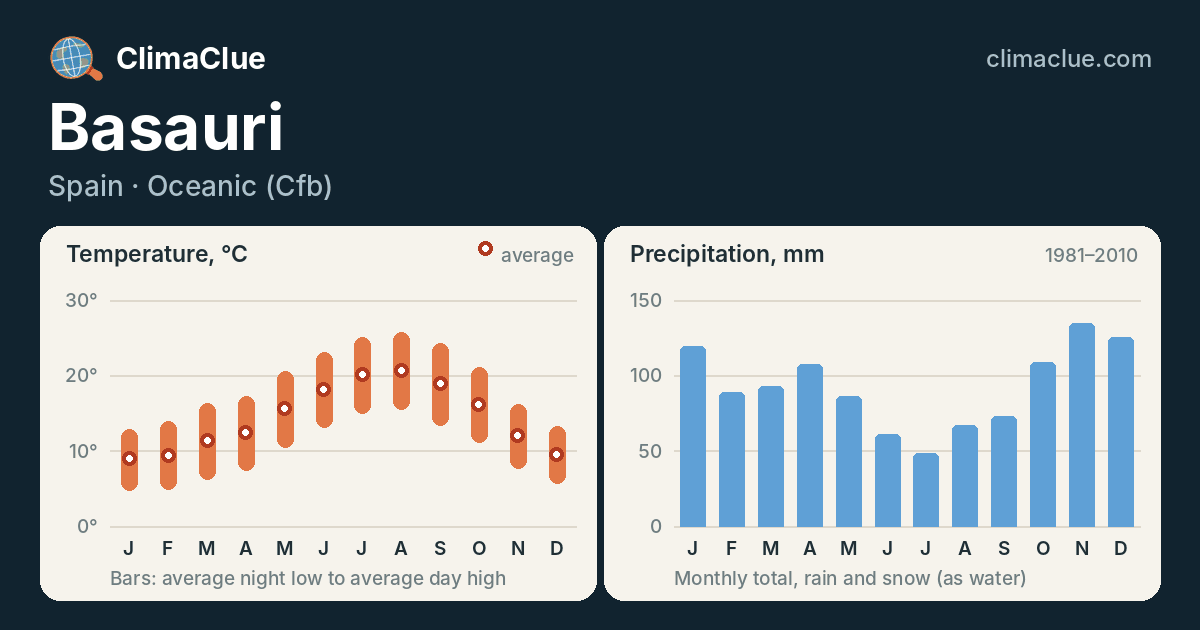 ClimaClue
climaclue.com
Basauri
Spain · Oceanic (Cfb)
Temperature, °C
average
30°
20°
10°
0°
J F M A M J J A S O N D
Bars: average night low to average day high
Precipitation, mm
1981–2010
150
100
50
0
J F M A M J J A S O N D
Monthly total, rain and snow (as water)